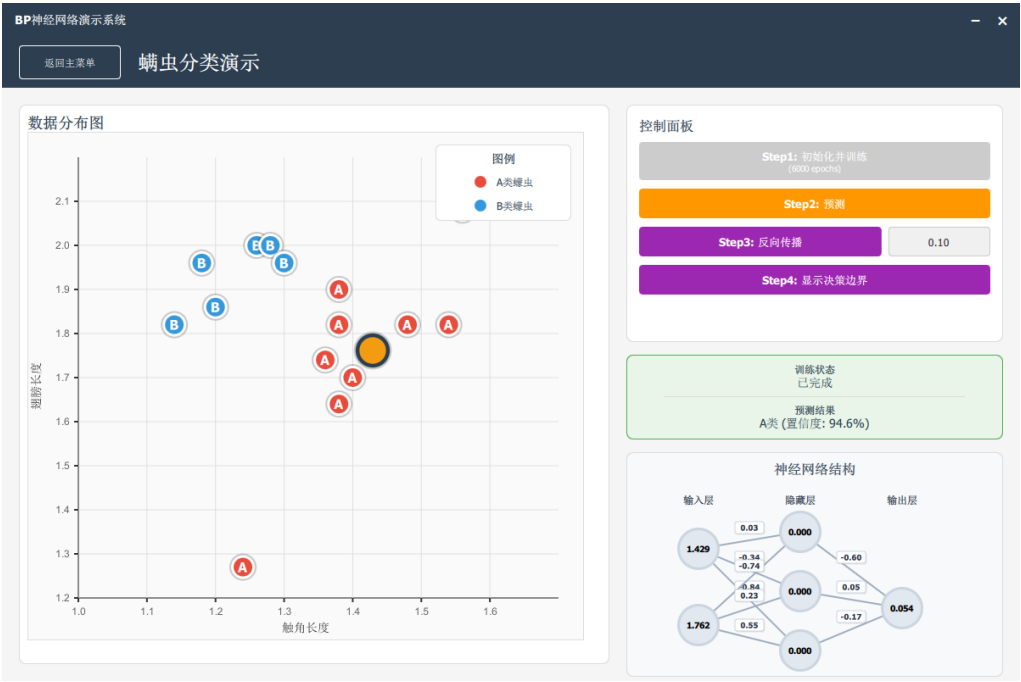 BP神经网络演示系统
返回主菜单
螨虫分类演示
数据分布图
图例
A类蠓虫
B类蠓虫
2.1
2.0
1.9
1.8
1.7
1.6
1.5
1.4
1.3
1.2
翅膀长度
B
B
B
B
B
B
A
A
A
A
A
A
A
A
1.0
1.1
1.2
1.3
1.4
1.5
1.6
触角长度
控制面板
Step1: 初始化并训练
(6000 epochs)
Step2: 预测
Step3: 反向传播
0.10
Step4: 显示决策边界
训练状态
已完成
预测结果
A类 (置信度: 94.6%)
神经网络结构
输入层
隐藏层
输出层
0.03
0.000
1.429
-0.34
-0.74
-0.60
-0.84
0.23
0.000
0.05
0.054
1.762
0.55
-0.17
0.000